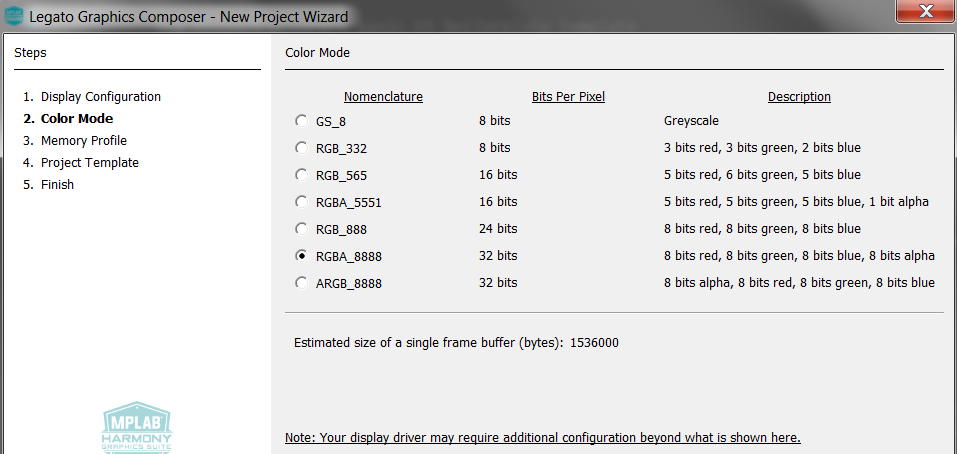 Legato Graphics Composer - New Project Wizard
Steps
1. Display Configuration
2. Color Mode
3. Memory Profile
4. Project Template
5. Finish
Color Mode
Nomenclature Bits Per Pixel Description
GS_8 8 bits Greyscale
RGB_332 8 bits 3 bits red, 3 bits green, 2 bits blue
RGB_565 16 bits 5 bits red, 6 bits green, 5 bits blue
RGBA_5551 16 bits 5 bits red, 5 bits green, 5 bits blue, 1 bit alpha
RGB_888 24 bits 8 bits red, 8 bits green, 8 bits blue
RGBA_8888 32 bits 8 bits red, 8 bits green, 8 bits blue, 8 bits alpha
ARGB_8888 32 bits 8 bits alpha, 8 bits red, 8 bits green, 8 bits blue
Estimated size of a single frame buffer (bytes): 1536000
Note: Your display driver may require additional configuration beyond what is shown here.
MPLAB
HARMONY
GRAPHICS SUITE